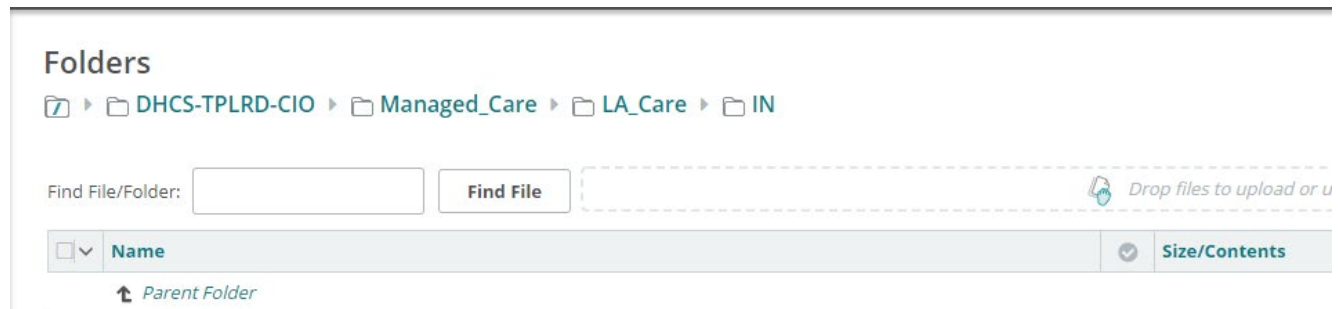 Folders
DHCS-TPLRD-CIO Managed_Care LA_Care IN
Find File/Folder: Find File Drop files to upload or u
Name Size/Contents
Parent Folder